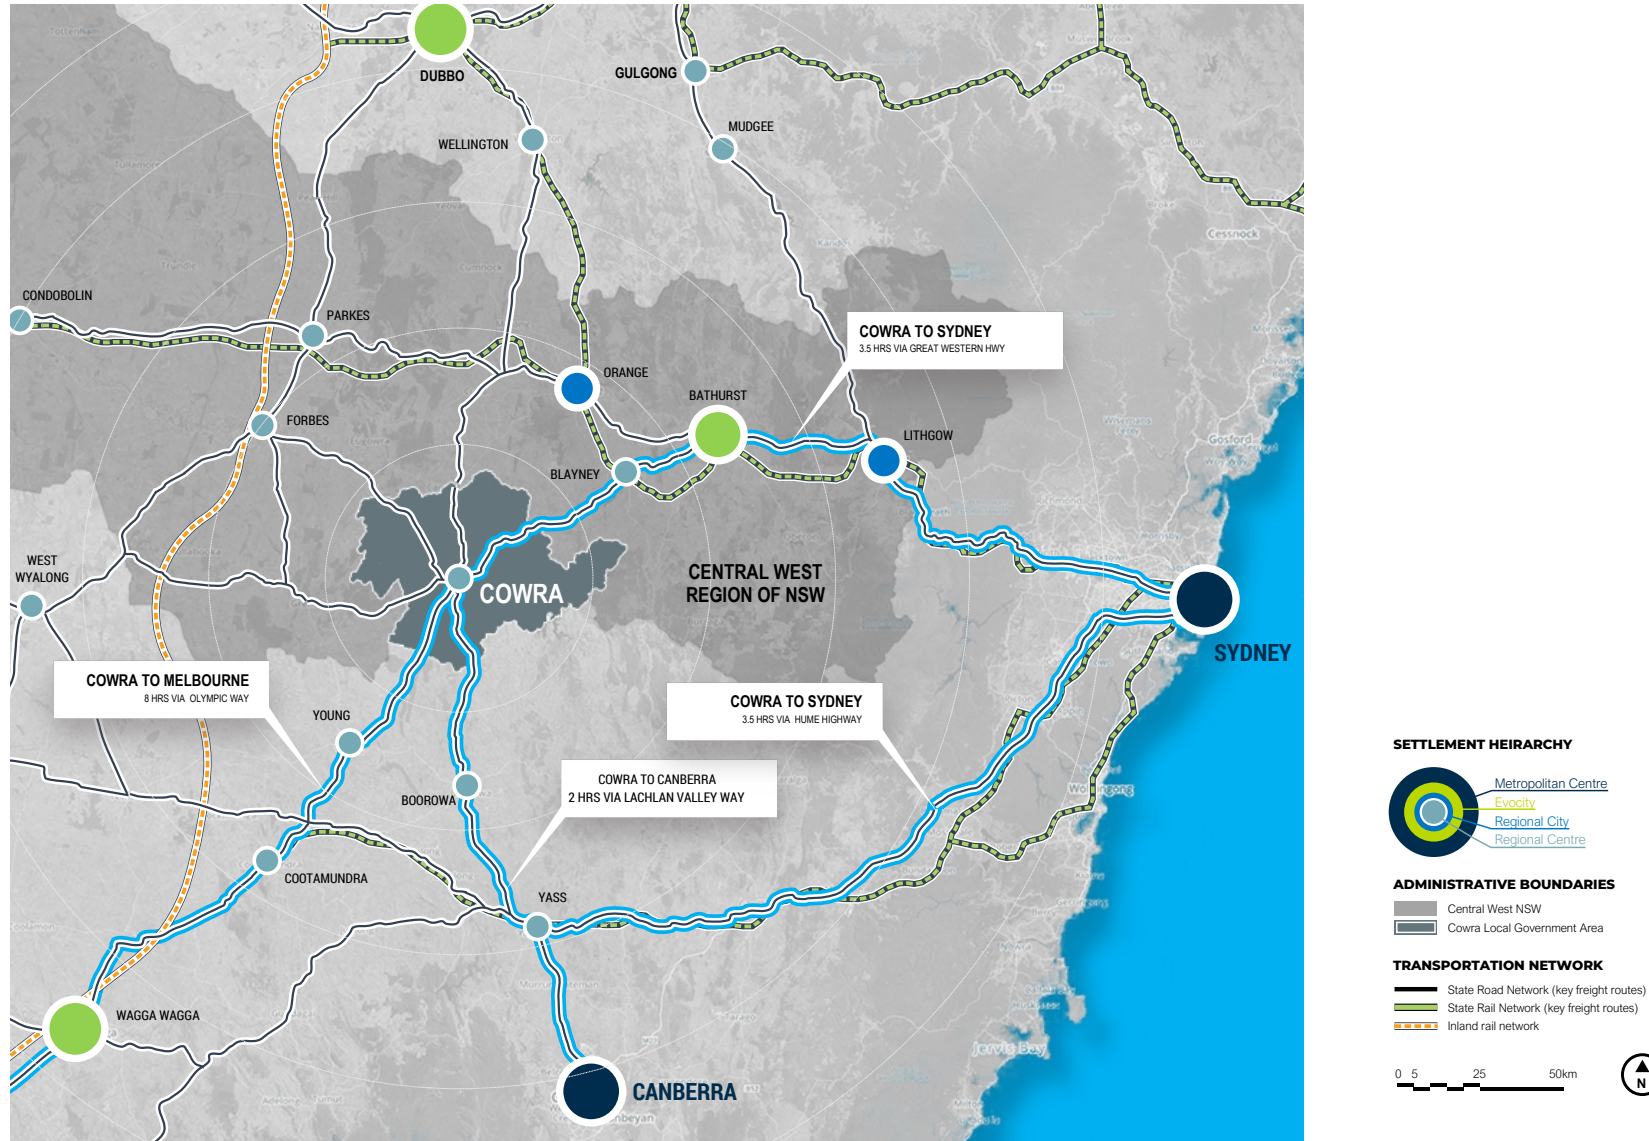 DUBBO
GULGONG
WELLINGTON
MUDGEE
Cessnock
CONDOBOLIN
PARKES
COWRA TO SYDNEY
3.5 HRS VIA GREAT WESTERN HWY
ORANGE
BATHURST
FORBES
LITHGOW
Gosford
BLAYNEY
WEST
WYALONG
COWRA
CENTRAL WEST
REGION OF NSW
SYDNEY
COWRA TO MELBOURNE
8 HRS VIA OLYMPIC WAY
YOUNG
COWRA TO SYDNEY
3.5 HRS VIA HUME HIGHWAY
COWRA TO CANBERRA
2 HRS VIA LACHLAN VALLEY WAY
BOOROWA
COOTAMUNDRA
YASS
WAGGA WAGGA
Jervis Bay
CANBERRA
SETTLEMENT HEIRARCHY
Metropolitan Centre
Evocity
Regional City
Regional Centre
ADMINISTRATIVE BOUNDARIES
Central West NSW
Cowra Local Government Area
TRANSPORTATION NETWORK
State Road Network (key freight routes)
State Rail Network (key freight routes)
Inland rail network
0 5 25 50km
N